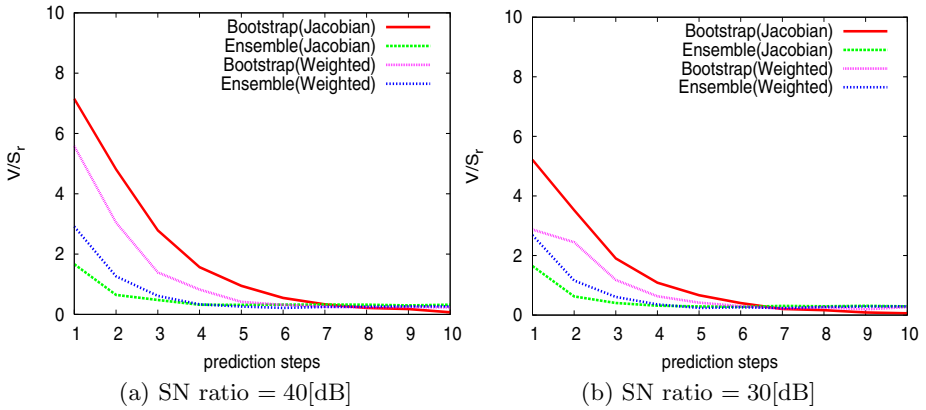 10
8
6
4
2
0
V/S_r
Bootstrap(Jacobian)
Ensemble(Jacobian)
Bootstrap(Weighted)
Ensemble(Weighted)
1 2 3 4 5 6 7 8 9 10
prediction steps
(a) SN ratio = 40[dB]
10
8
6
4
2
0
V/S_r
Bootstrap(Jacobian)
Ensemble(Jacobian)
Bootstrap(Weighted)
Ensemble(Weighted)
1 2 3 4 5 6 7 8 9 10
prediction steps
(b) SN ratio = 30[dB]